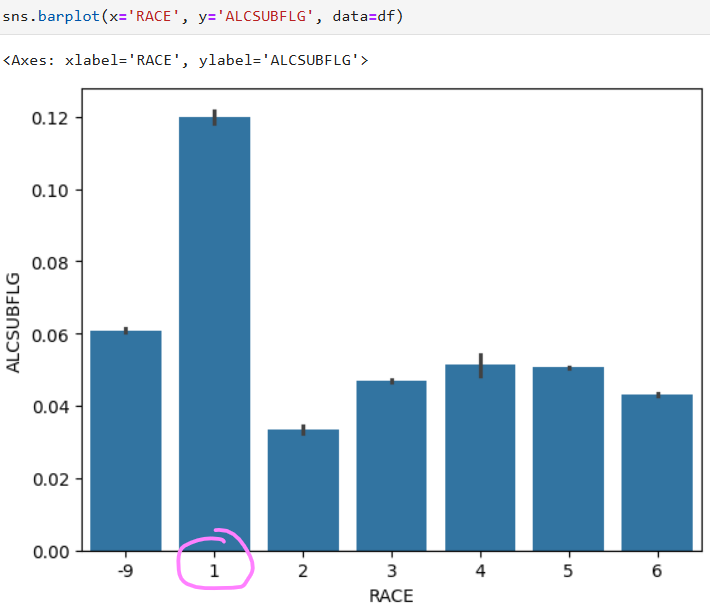 sns.barplot(x='RACE', y='ALCSUBFLG', data=df)
<Axes: xlabel='RACE', ylabel='ALCSUBFLG'>
0.12
0.10
0.08
0.06
0.04
0.02
0.00
ALCSUBFLG
-9 1 2 3 4 5 6
RACE